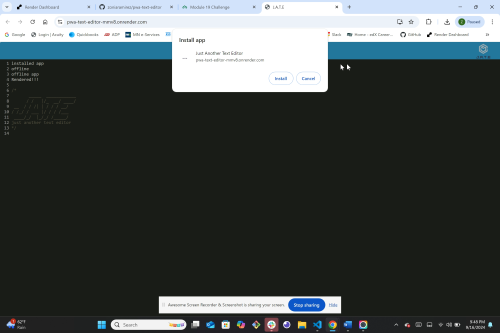 Render Dashboard
zonaranimez/pwa-text-editor
Module 19 Challenge
J.A.T.E
pwa-text-editor-mmv5.onrender.com
Paused
Google
Login | Acuity
Quickbooks
ADP
Slack
GitHub
Render Dashboard
All Bookmarks
Install app
Just Another Text Editor
pwa-text-editor-mmv5.onrender.com
Install
Cancel
J.A.T.E
1 installed app
2 offline
3 offline app
4 Rendered!!!
5
6 /*
7
8
9
10
11
12 just another text editor
13 */
14
Awesome Screen Recorder & Screenshot is sharing your screen.
Stop sharing
Hide
62°F
Rain
Search
9:48 PM
9/16/2024